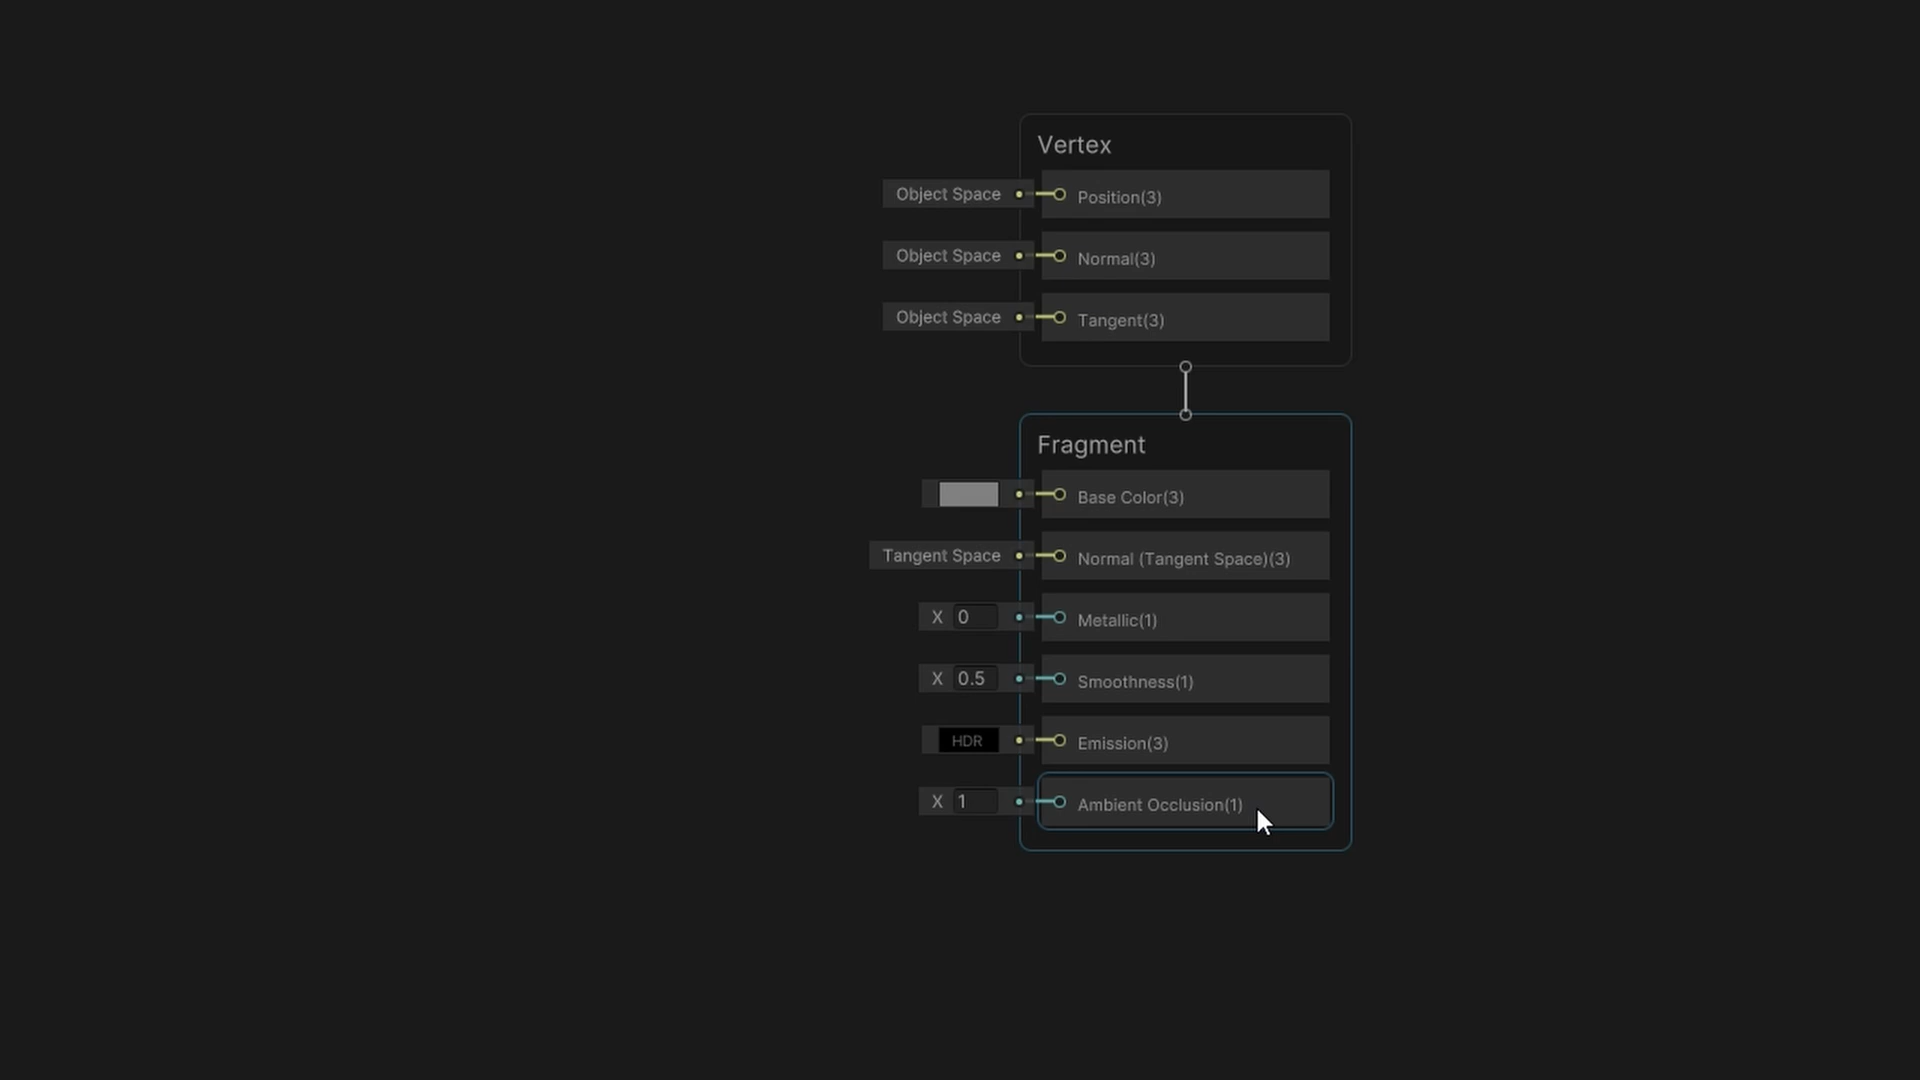 Vertex
Object Space Position(3)
Object Space Normal(3)
Object Space Tangent(3)
Fragment
Base Color(3)
Tangent Space Normal (Tangent Space)(3)
X 0 Metallic(1)
X 0.5 Smoothness(1)
HDR Emission(3)
X 1 Ambient Occlusion(1)